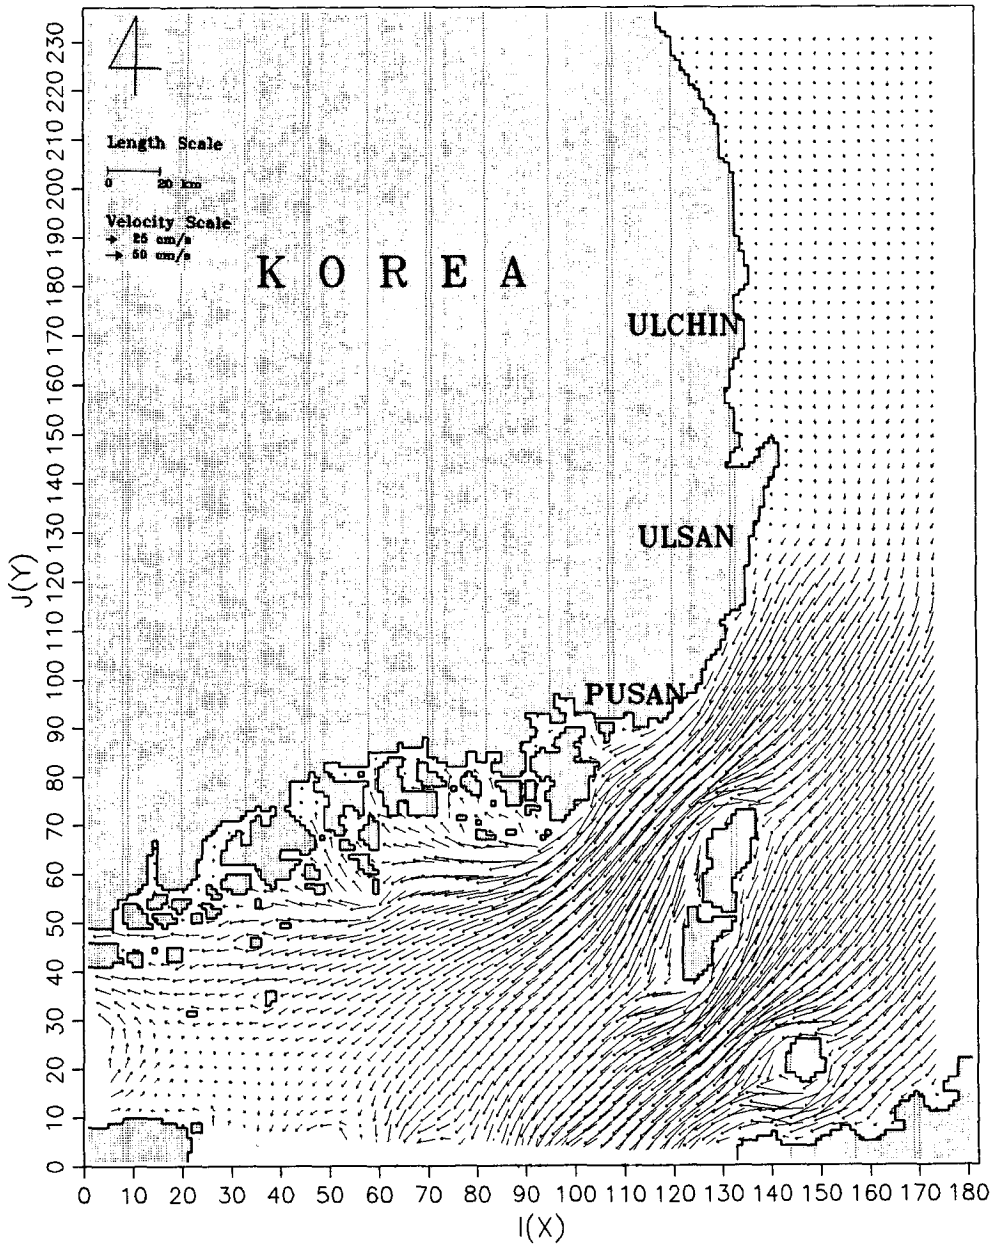 230
220
210
200
190
180
170
160
150
140
130
120
110
100
90
80
70
60
50
40
30
20
10
0
J(Y)
4
Length Scale
0 20 km
Velocity Scale
25 cm/s
50 cm/s
K O R E A
ULCHIN
ULSAN
PUSAN
0 10 20 30 40 50 60 70 80 90 100 110 120 130 140 150 160 170 180
I(X)